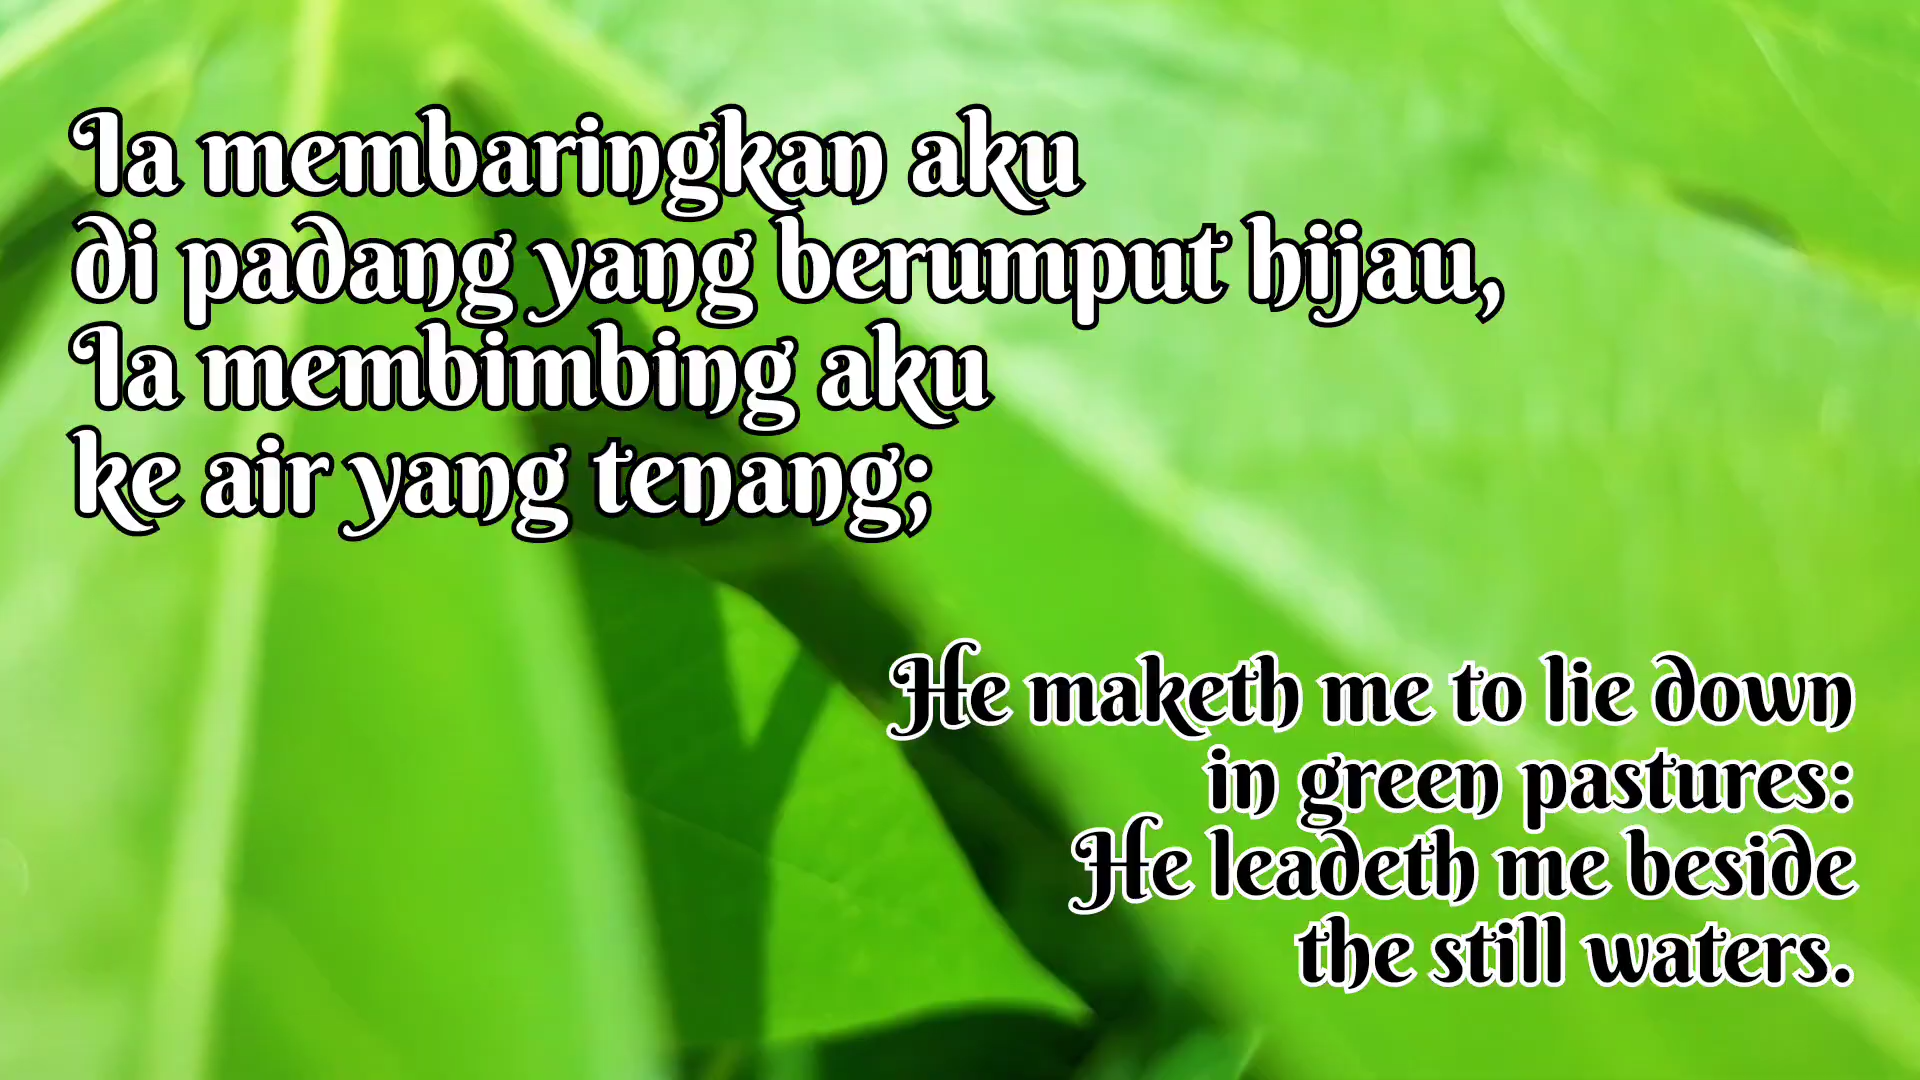 Ia membaringkan aku
di padang yang berumput hijau,
Ia membimbing aku
ke air yang tenang;
He maketh me to lie down
in green pastures:
He leadeth me beside
the still waters.